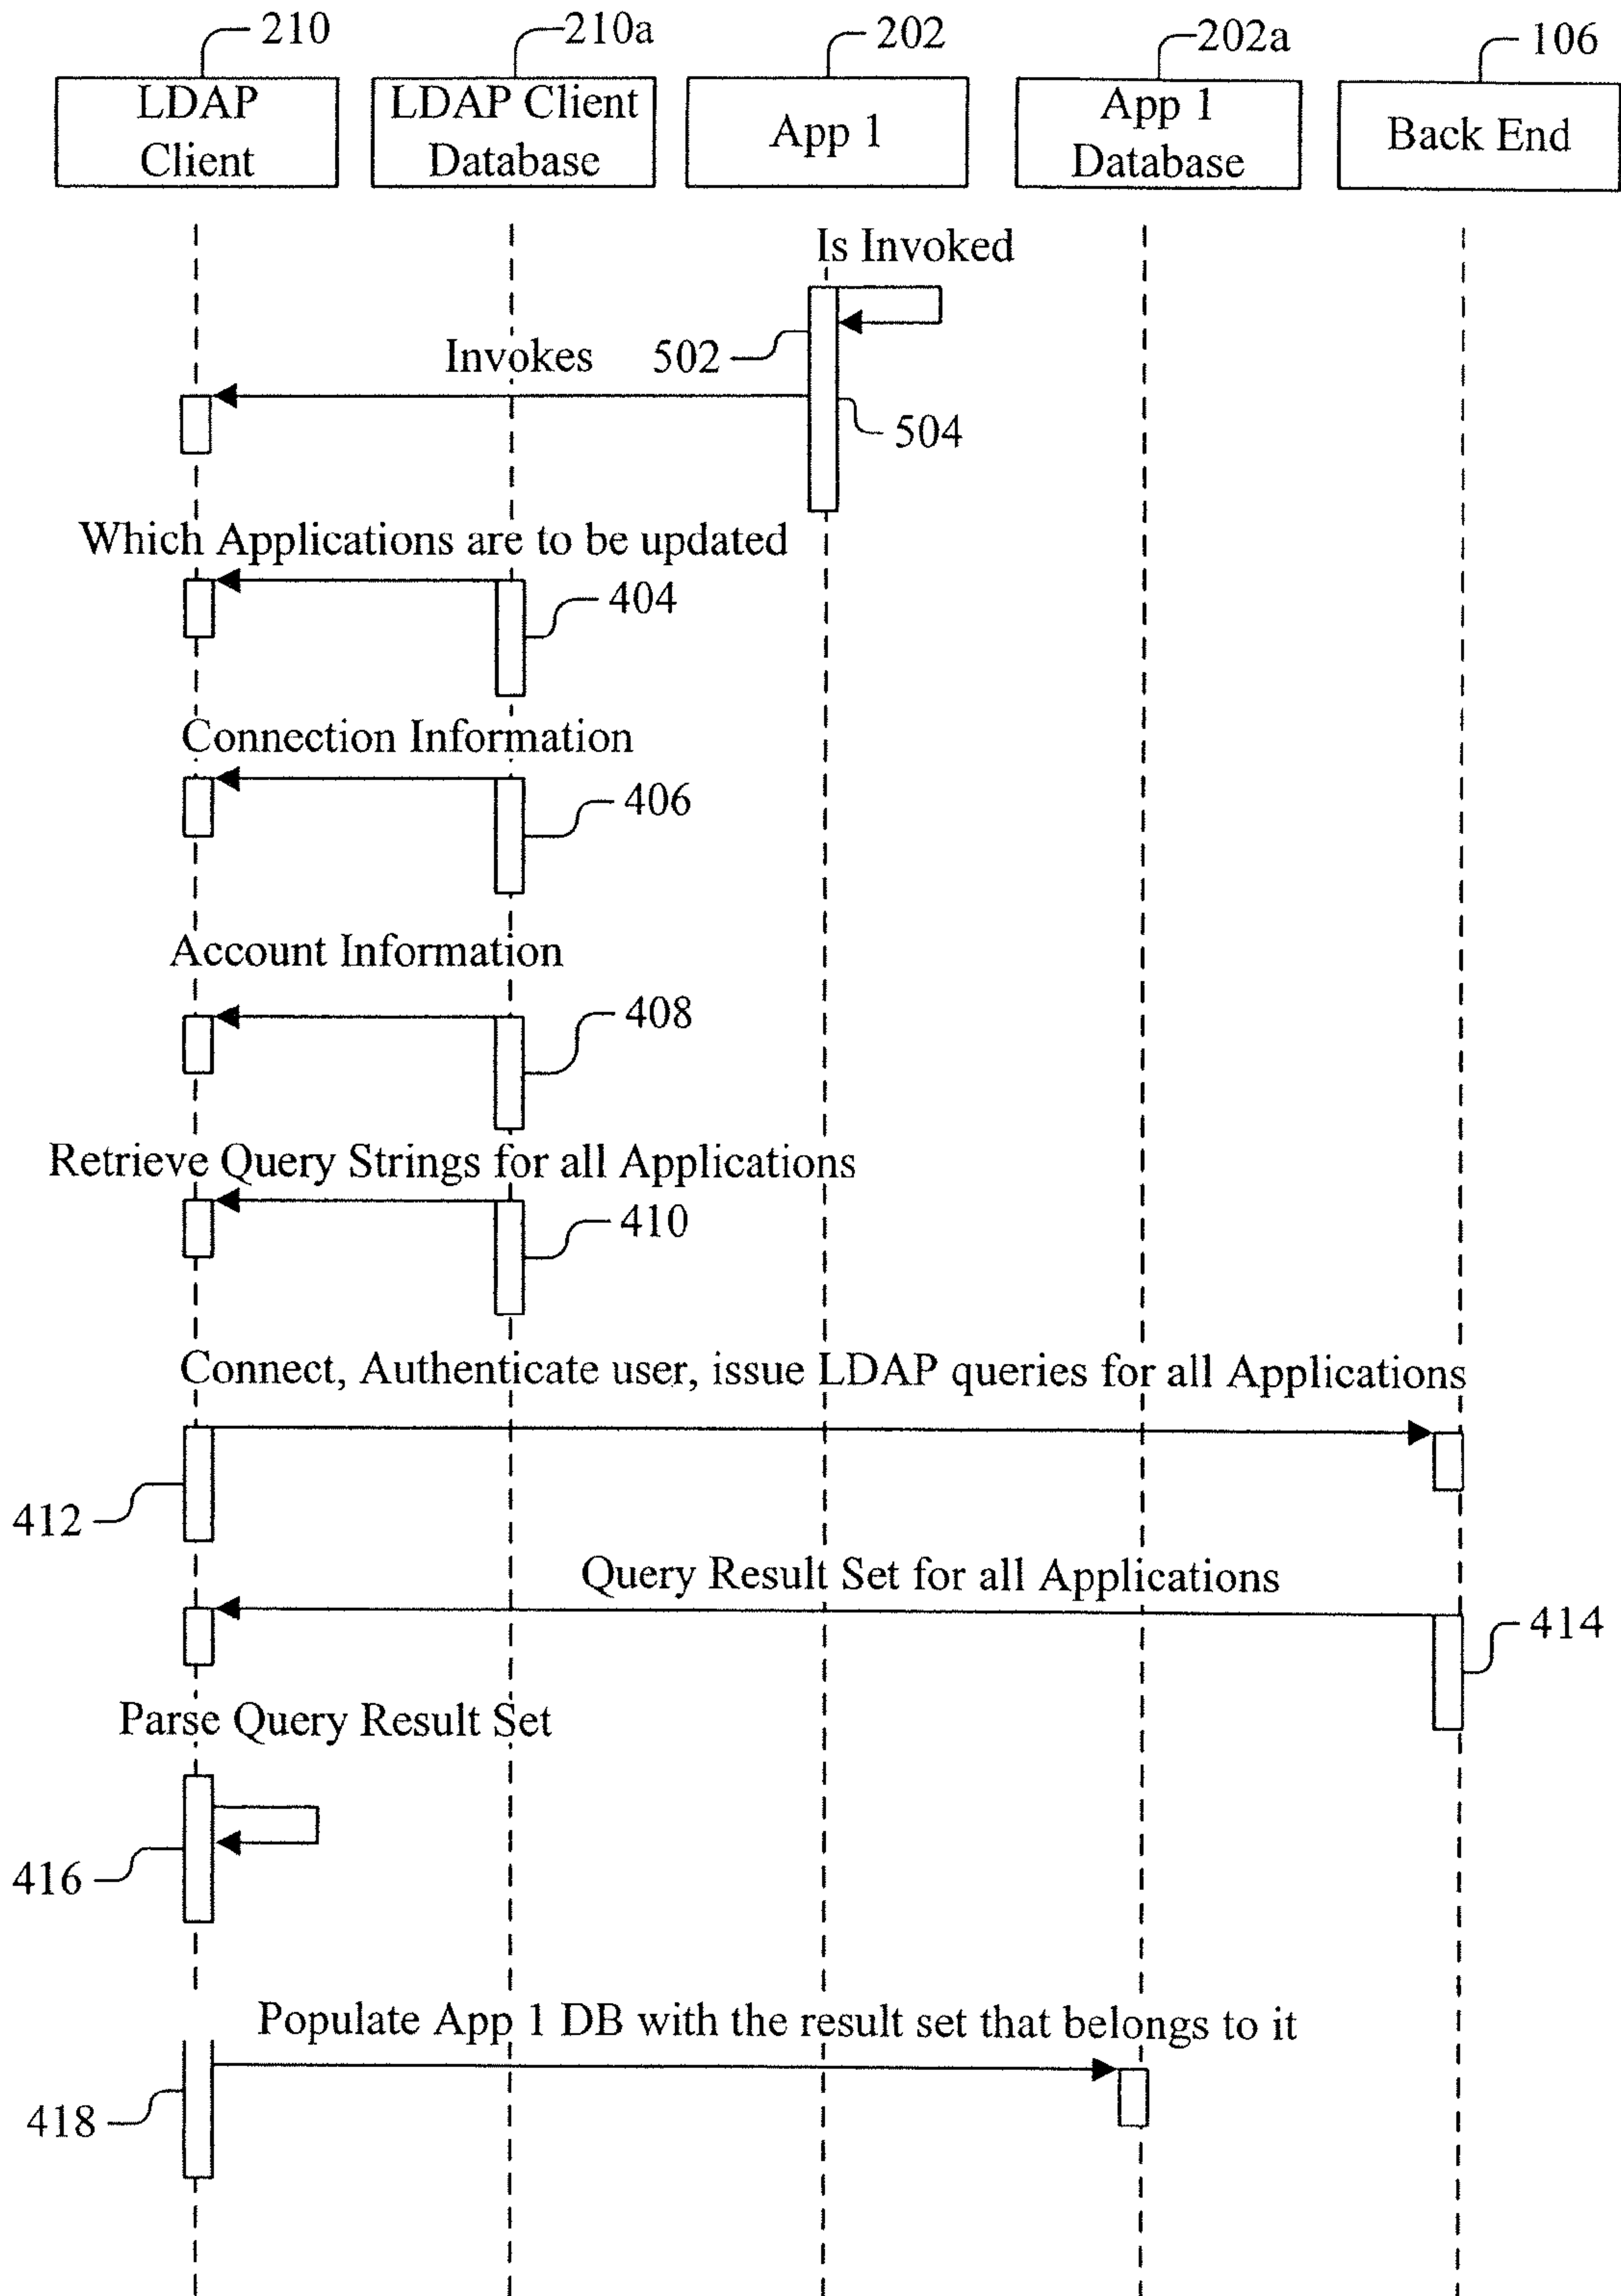 210
210a
202
202a
106
LDAP
Client
LDAP Client
Database
App 1
App 1
Database
Back End
Is Invoked
Invokes
502
504
Which Applications are to be updated
404
Connection Information
406
Account Information
408
Retrieve Query Strings for all Applications
410
Connect, Authenticate user, issue LDAP queries for all Applications
412
Query Result Set for all Applications
414
Parse Query Result Set
416
Populate App 1 DB with the result set that belongs to it
418